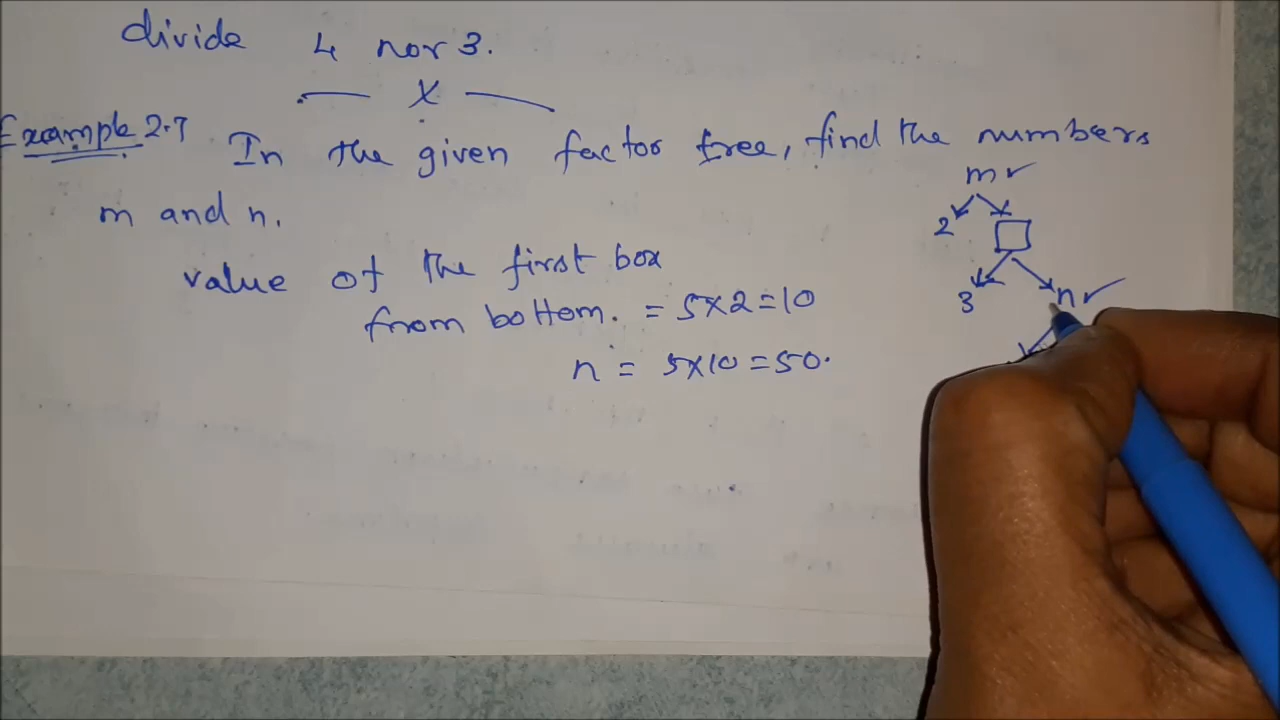 divide 4 nor 3.
x
Example 2.7 In the given factor tree, find the numbers
m and n.
value of the first box
from bottom. = 5x2=10
n = 5x10=50.
m
2
3 n